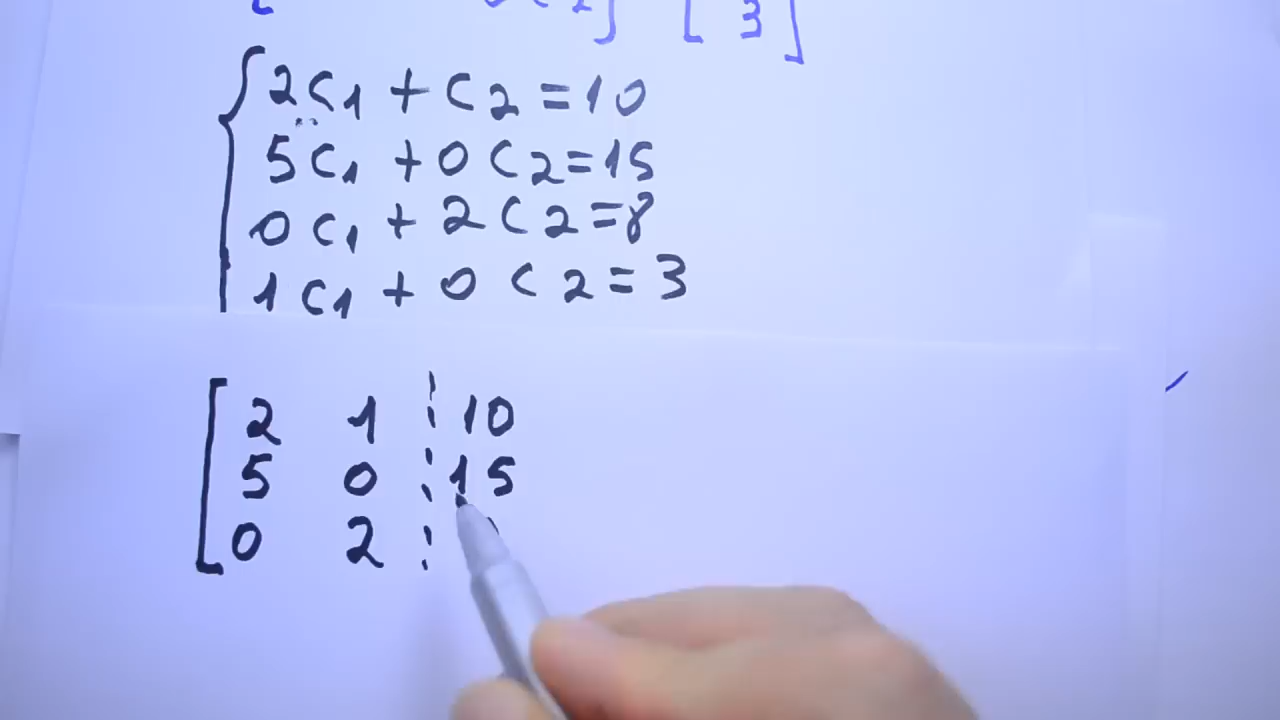 3
2C1 + C2 = 10
5C1 + 0C2 = 15
0C1 + 2C2 = 8
1C1 + 0C2 = 3
2 1 10
5 0 15
0 2